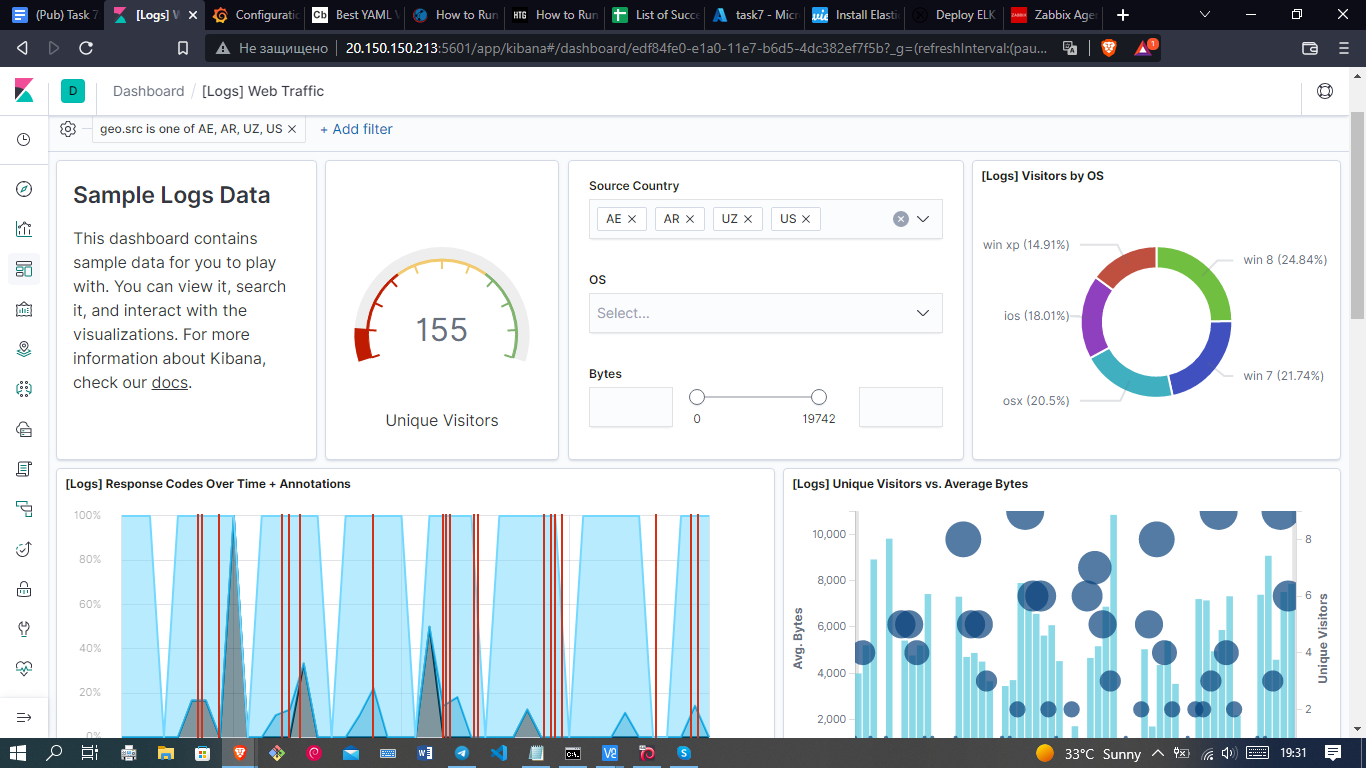 (Pub) Task 7
[Logs] W
Configuratio
Best YAML V
How to Run
How to Run
List of Succe
task7 - Micr
Install Elasti
Deploy ELK
Zabbix Agen
Не защищено
20.150.150.213:5601/app/kibana#/dashboard/edf84fe0-e1a0-11e7-b6d5-4dc382ef7f5b?_g=(refreshInterval:(pau...
1
D
Dashboard / [Logs] Web Traffic
geo.src is one of AE, AR, UZ, US ×
+ Add filter
Sample Logs Data
This dashboard contains
sample data for you to play
with. You can view it, search
it, and interact with the
visualizations. For more
information about Kibana,
check our docs.
155
Unique Visitors
Source Country
AE × AR × UZ × US ×
OS
Select...
Bytes
0
19742
[Logs] Visitors by OS
win xp (14.91%)
win 8 (24.84%)
ios (18.01%)
win 7 (21.74%)
osx (20.5%)
[Logs] Response Codes Over Time + Annotations
100%
80%
60%
40%
20%
0%
[Logs] Unique Visitors vs. Average Bytes
10,000
8,000
6,000
4,000
2,000
Avg. Bytes
8
6
4
2
Unique Visitors
33°C Sunny
19:31